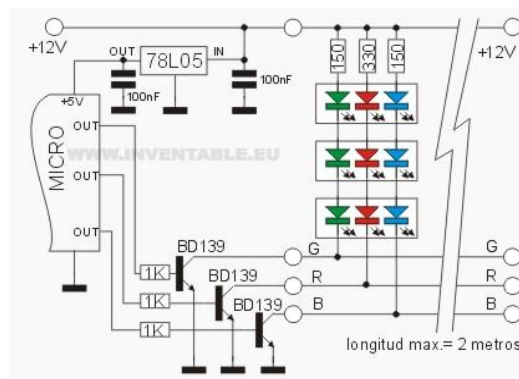 +12V
OUT
78L05
IN
100nF
100nF
+12V
150
330
150
+5V
OUT
MICRO
OUT
OUT
WWW.INVENTABLE.EU
BD139
1K
BD139
1K
BD139
1K
G
R
B
G
R
B
longitud max.= 2 metros